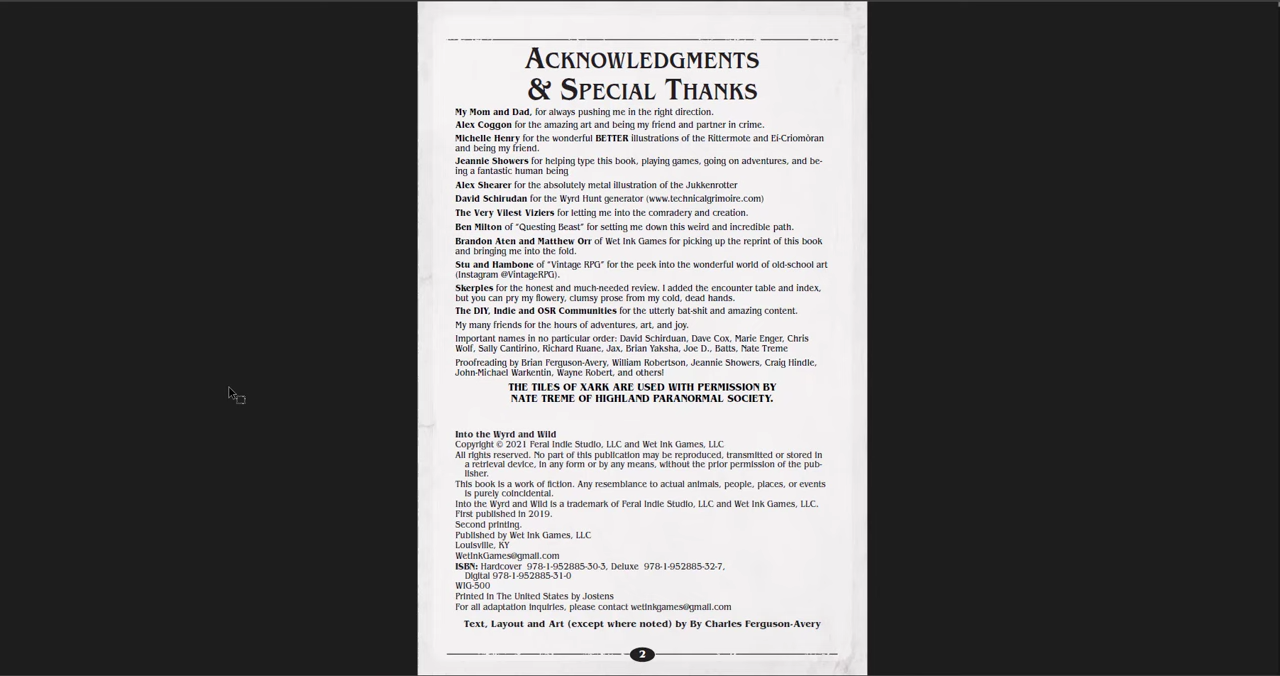 ACKNOWLEDGMENTS
& SPECIAL THANKS
My Mom and Dad, for always pushing me in the right direction.
Alex Coggon for the amazing art and being my friend and partner in crime.
Michelle Henry for the wonderful BETTER illustrations of the Rittermote and Ei-Criomòran
and being my friend.
Jeannie Showers for helping type this book, playing games, going on adventures, and be-
ing a fantastic human being
Alex Shearer for the absolutely metal illustration of the Jukkenrotter
David Schirudan for the Wyrd Hunt generator (www.technicalgrimoire.com)
The Very Vilest Viziers for letting me into the comradery and creation.
Ben Milton of "Questing Beast" for setting me down this weird and incredible path.
Brandon Aten and Matthew Orr of Wet Ink Games for picking up the reprint of this book
and bringing me into the fold.
Stu and Hambone of "Vintage RPG" for the peek into the wonderful world of old-school art
(Instagram @VintageRPG).
Skerples for the honest and much-needed review. I added the encounter table and index,
but you can pry my flowery, clumsy prose from my cold, dead hands.
The DIY, Indie and OSR Communities for the utterly bat-shit and amazing content.
My many friends for the hours of adventures, art, and joy.
Important names in no particular order: David Schirduan, Dave Cox, Marie Enger, Chris
Wolf, Sally Cantirino, Richard Ruane, Jax, Brian Yaksha, Joe D., Batts, Nate Treme
Proofreading by Brian Ferguson-Avery, William Robertson, Jeannie Showers, Craig Hindle,
John-Michael Warkentin, Wayne Robert, and others!
THE TILES OF XARK ARE USED WITH PERMISSION BY
NATE TREME OF HIGHLAND PARANORMAL SOCIETY.
Into the Wyrd and Wild
Copyright © 2021 Feral Indie Studio, LLC and Wet Ink Games, LLC
All rights reserved. No part of this publication may be reproduced, transmitted or stored in
a retrieval device, in any form or by any means, without the prior permission of the pub-
lisher.
This book is a work of fiction. Any resemblance to actual animals, people, places, or events
is purely coincidental.
Into the Wyrd and Wild is a trademark of Feral Indie Studio, LLC and Wet Ink Games, LLC.
First published in 2019.
Second printing.
Published by Wet Ink Games, LLC
Louisville, KY
WetInkGames@gmail.com
ISBN: Hardcover 978-1-952885-30-3, Deluxe 978-1-952885-32-7,
Digital 978-1-952885-31-0
WIG-500
Printed in The United States by Jostens
For all adaptation inquiries, please contact wetinkgames@gmail.com
Text, Layout and Art (except where noted) by By Charles Ferguson-Avery
2